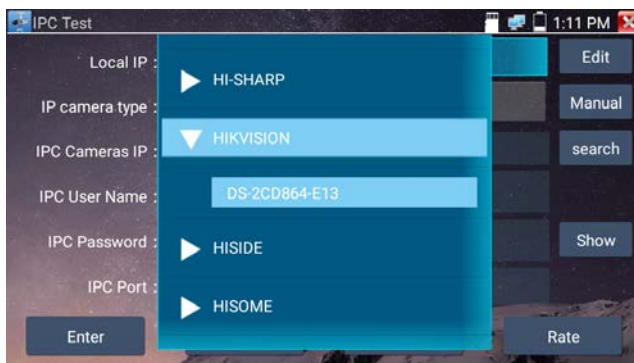 IPC Test 1:11 PM
Local IP : Edit
HI-SHARP
IP camera type : Manual
HIKVISION
IPC Cameras IP : search
DS-2CD864-E13
IPC User Name :
HISIDE
IPC Password : Show
IPC Port :
HISOME
Enter Rate